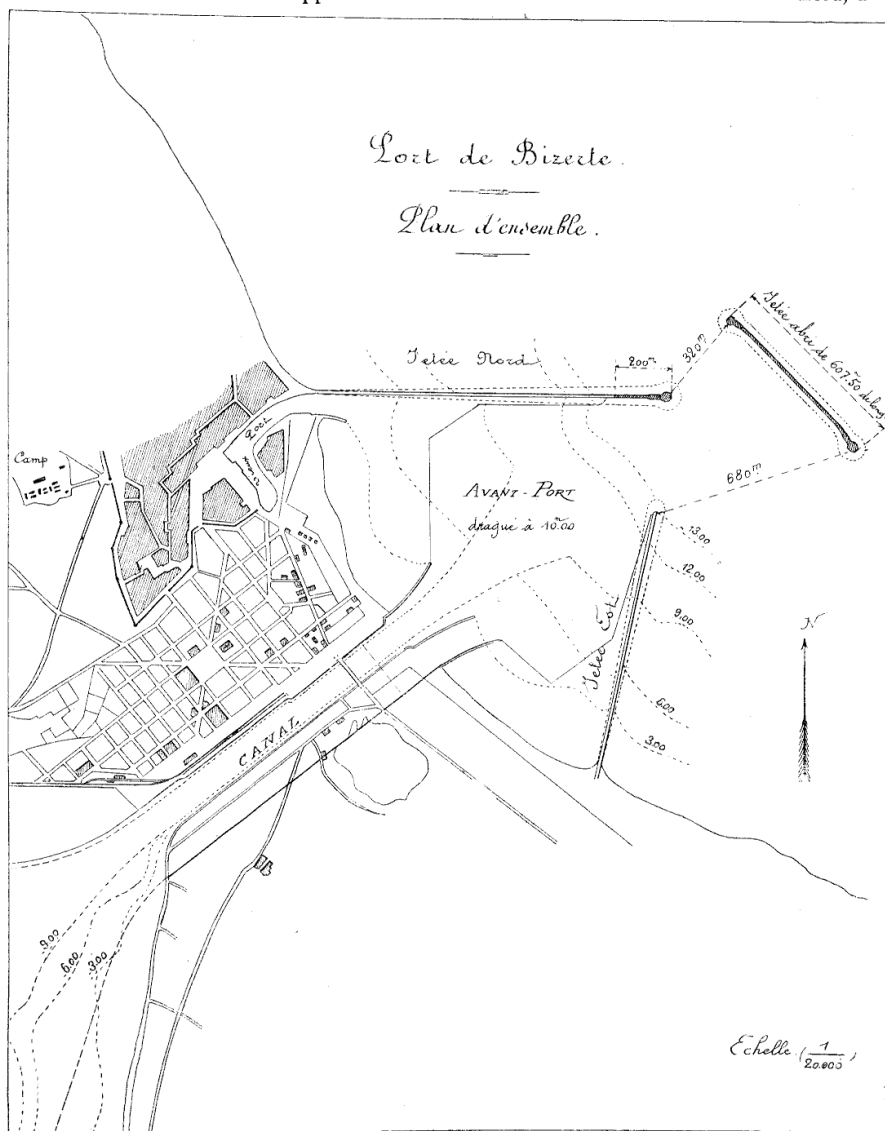 Port de Bizerte.
Plan d'ensemble.
Jetée abri de 607.50 de long
320m
Jetée Nord
200m
Port
Camp
680m
AVANT-PORT
dragué à 10.00
13.00
12.00
9.00
N
Jetée Est
6.00
3.00
CANAL
9.00
6.00
3.00
Echelle (1/20.000)